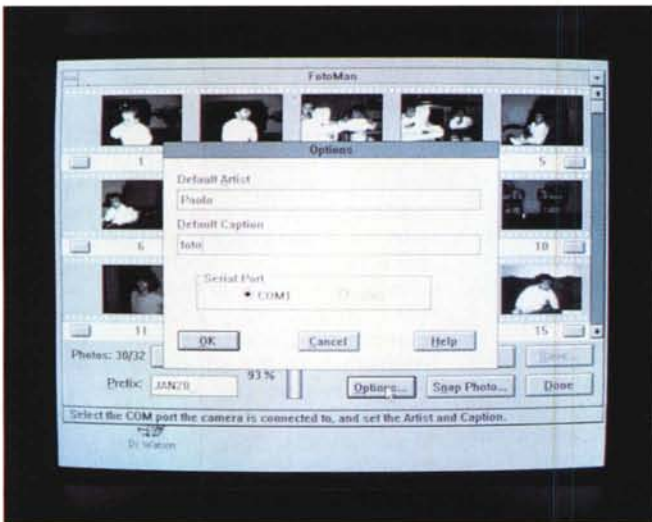 FotoMan
Options
1
5
Default Artist
Paolo
Default Caption
foto
6
10
Serial Port
COM1
11
15
OK
Cancel
Help
Photos: 30/32
Prefix: JAN28
93 %
Options...
Snap Photo...
Done
Select the COM port the camera is connected to, and set the Artist and Caption.
Dr. Watson